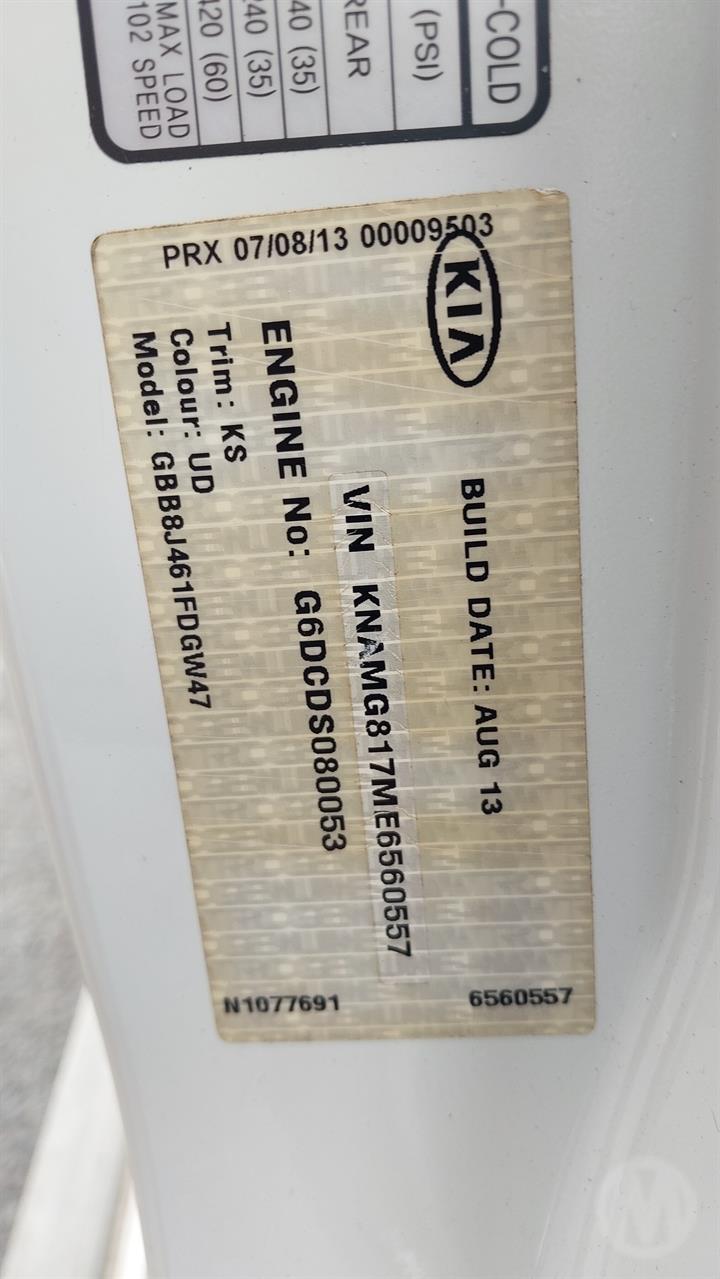 -COLD
(PSI)
REAR
40 (35)
240 (35)
420 (60)
MAX LOAD
102 SPEED
PRX 07/08/13 00009503
KIA
BUILD DATE: AUG 13
VIN KNAMG817ME6560557
ENGINE No: G6DCDS080053
Trim: KS
Colour: UD
Model: GBB8J461FDGW47
N1077691
6560557
M